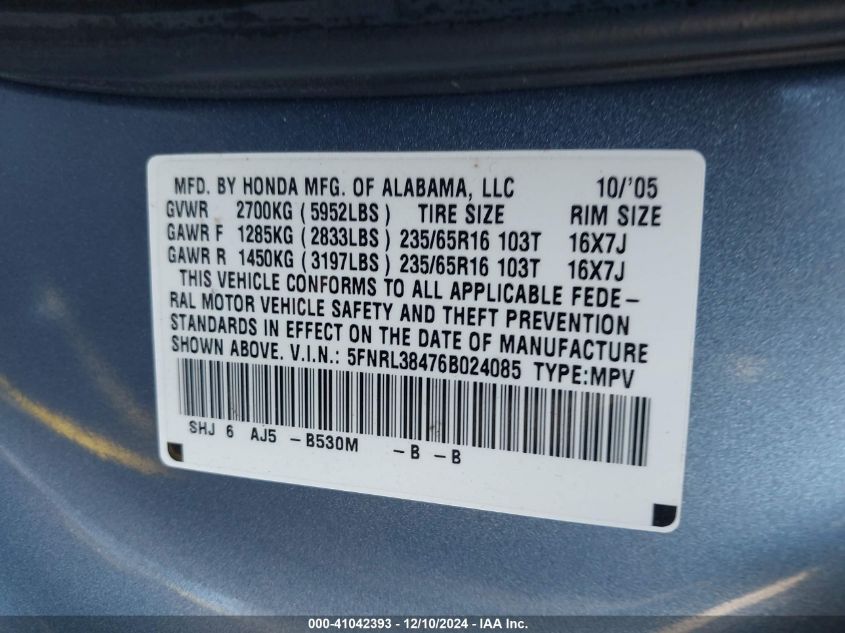 MFD. BY HONDA MFG. OF ALABAMA, LLC 10/'05
GVWR 2700KG (5952LBS) TIRE SIZE RIM SIZE
GAWR F 1285KG (2833LBS) 235/65R16 103T 16X7J
GAWR R 1450KG (3197LBS) 235/65R16 103T 16X7J
THIS VEHICLE CONFORMS TO ALL APPLICABLE FEDE-
RAL MOTOR VEHICLE SAFETY AND THEFT PREVENTION
STANDARDS IN EFFECT ON THE DATE OF MANUFACTURE
SHOWN ABOVE. V.I.N.: 5FNRL38476B024085 TYPE:MPV
SHJ 6 AJ5 -B530M -B -B
000-41042393 - 12/10/2024 - IAA Inc.